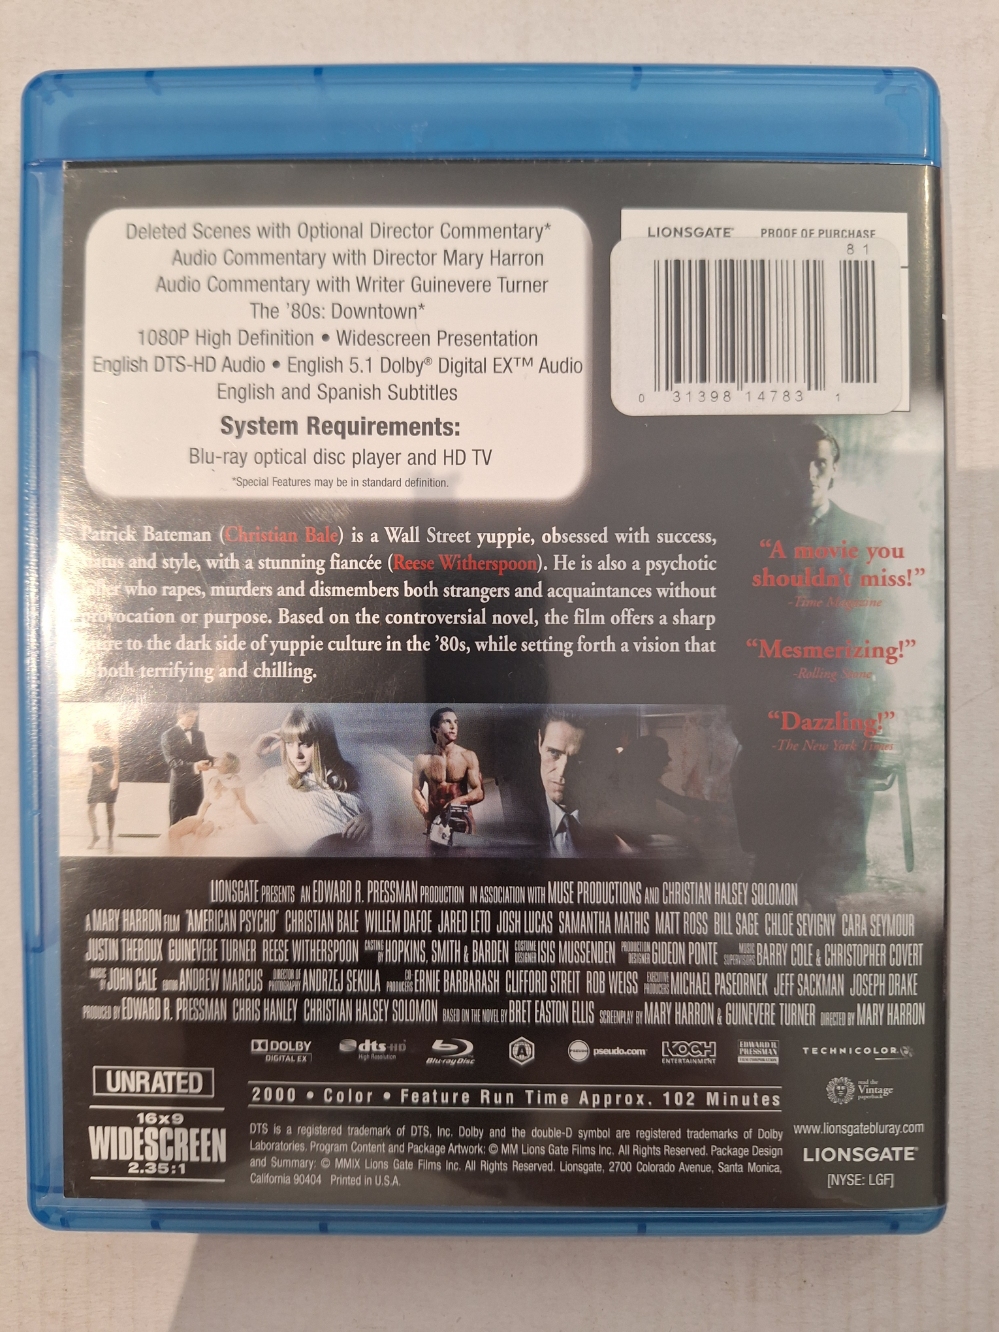 Deleted Scenes with Optional Director Commentary*
Audio Commentary with Director Mary Harron
Audio Commentary with Writer Guinevere Turner
The '80s: Downtown*
1080P High Definition • Widescreen Presentation
English DTS-HD Audio • English 5.1 Dolby® Digital EX™ Audio
English and Spanish Subtitles
System Requirements:
Blu-ray optical disc player and HD TV
*Special Features may be in standard definition.
LIONSGATE® PROOF OF PURCHASE
81
0 31398 14783 1
Patrick Bateman (Christian Bale) is a Wall Street yuppie, obsessed with success,
status and style, with a stunning fiancée (Reese Witherspoon). He is also a psychotic
killer who rapes, murders and dismembers both strangers and acquaintances without
provocation or purpose. Based on the controversial novel, the film offers a sharp
to the dark side of yuppie culture in the '80s, while setting forth a vision that
both terrifying and chilling.
"A movie you
shouldn't miss!"
-Time Magazine
"Mesmerizing!"
-Rolling Stone
"Dazzling!"
-The New York Times
LIONSGATE PRESENTS AN EDWARD R. PRESSMAN PRODUCTION IN ASSOCIATION WITH MUSE PRODUCTIONS AND CHRISTIAN HALSEY SOLOMON
A MARY HARRON FILM 'AMERICAN PSYCHO' CHRISTIAN BALE WILLEM DAFOE JARED LETO JOSH LUCAS SAMANTHA MATHIS MATT ROSS BILL SAGE CHLOË SEVIGNY CARA SEYMOUR
JUSTIN THEROUX GUINEVERE TURNER REESE WITHERSPOON CASTING BY HOPKINS, SMITH & BARDEN COSTUME DESIGNER ISIS MUSSENDEN PRODUCTION DESIGNER GIDEON PONTE MUSIC SUPERVISORS BARRY COLE & CHRISTOPHER COVERT
MUSIC BY JOHN CALE EDITOR ANDREW MARCUS DIRECTOR OF PHOTOGRAPHY ANDRZEJ SEKULA CO-PRODUCERS ERNIE BARBARASH CLIFFORD STREIT ROB WEISS EXECUTIVE PRODUCERS MICHAEL PASEORNEK JEFF SACKMAN JOSEPH DRAKE
PRODUCED BY EDWARD R. PRESSMAN CHRIS HANLEY CHRISTIAN HALSEY SOLOMON BASED ON THE NOVEL BY BRET EASTON ELLIS SCREENPLAY BY MARY HARRON & GUINEVERE TURNER DIRECTED BY MARY HARRON
DOLBY DIGITAL EX dts-HD High Resolution Blu-ray Disc pseudo.com KOCH ENTERTAINMENT EDWARD R. PRESSMAN TECHNICOLOR
UNRATED
16x9
WIDESCREEN
2.35:1
2000 • Color • Feature Run Time Approx. 102 Minutes
read the
Vintage
paperback
DTS is a registered trademark of DTS, Inc. Dolby and the double-D symbol are registered trademarks of Dolby
Laboratories. Program Content and Package Artwork: © MM Lions Gate Films Inc. All Rights Reserved. Package Design
and Summary: © MMIX Lions Gate Films Inc. All Rights Reserved. Lionsgate, 2700 Colorado Avenue, Santa Monica,
California 90404 Printed in U.S.A.
www.lionsgatebluray.com
LIONSGATE®
[NYSE: LGF]